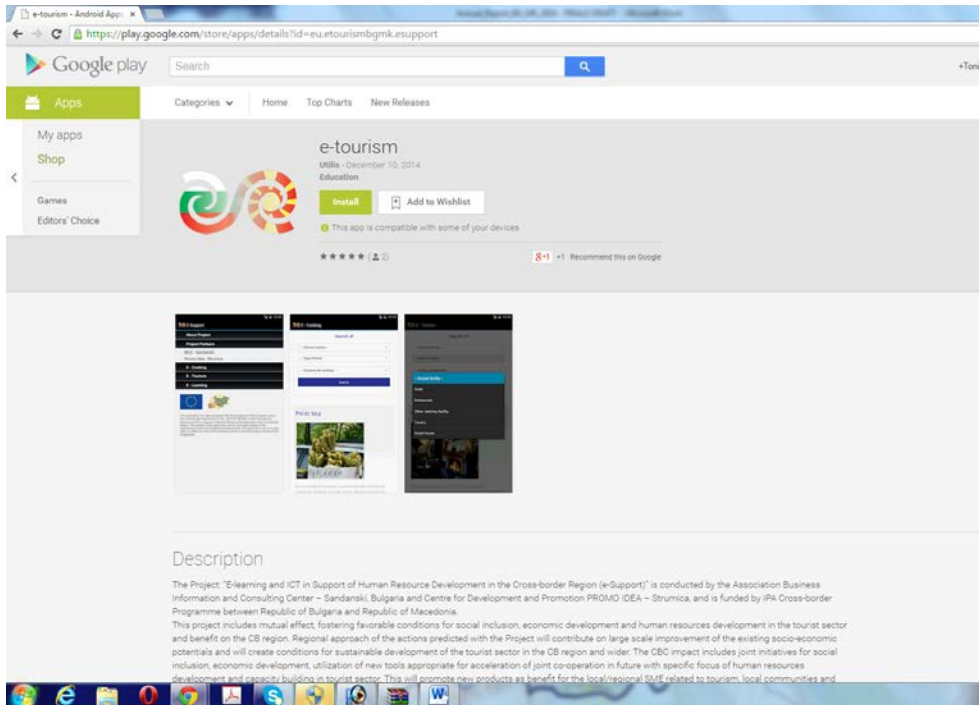 e-tourism - Android App
https://play.google.com/store/apps/details?id=eu.etourismbgmk.esupport
Google play
Search
+Toni
Apps
Categories
Home
Top Charts
New Releases
My apps
Shop
Games
Editors' Choice
e-tourism
Utilis - December 10, 2014
Education
Install
Add to Wishlist
This app is compatible with some of your devices
(2)
g+1 +1 Recommend this on Google
About Project
Project Partners
E - Cooking
E - Tourism
E - Learning
Search
Description
The Project: "E-learning and ICT in Support of Human Resource Development in the Cross-border Region (e-Support)" is conducted by the Association Business
Information and Consulting Center – Sandanski, Bulgaria and Centre for Development and Promotion PROMO IDEA – Strumica, and is funded by IPA Cross-border
Programme between Republic of Bulgaria and Republic of Macedonia.
This project includes mutual effect, fostering favorable conditions for social inclusion, economic development and human resources development in the tourist sector
and benefit on the CB region. Regional approach of the actions predicted with the Project will contribute on large scale improvement of the existing socio-economic
potentials and will create conditions for sustainable development of the tourist sector in the CB region and wider. The CBC impact includes joint initiatives for social
inclusion, economic development, utilization of new tools appropriate for acceleration of joint co-operation in future with specific focus of human resources
development and capacity building in tourist sector. This will promote new products as benefit for the local/regional SME related to tourism, local communities and